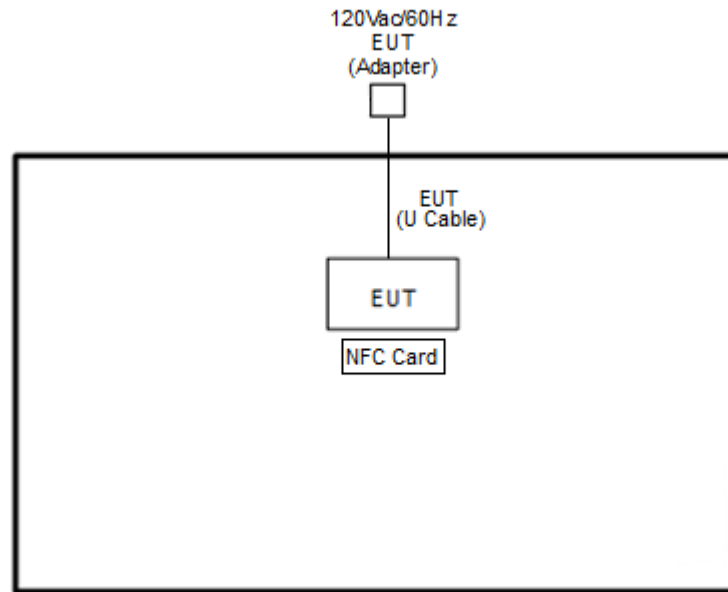 120Vac/60Hz
EUT
(Adapter)
EUT
(U Cable)
EUT
NFC Card